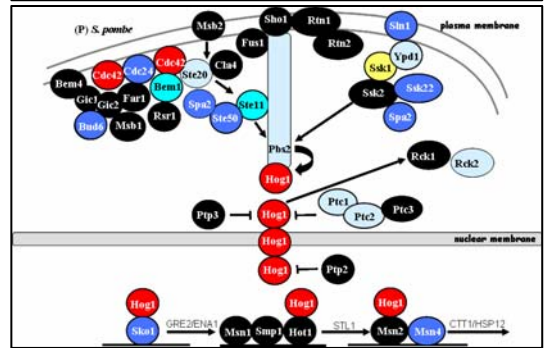 (P) S. pombe
Msb2
Sho1
Rtn1
Rtn2
Sln1
plasma membrane
Fus1
Ypd1
Cdc42
Cdc24
Cdc42
Cla4
Ste20
Ssk1
Bem4
Gic1
Gic2
Far1
Bem1
Ssk2
Ssk22
Spa2
Ste50
Ste11
Spa2
Bud6
Msb1
Rsr1
Pbs2
Rck1
Rck2
Hog1
Ptp3
Hog1
Ptc1
Ptc2
Ptc3
Hog1
nuclear membrane
Hog1
Ptp2
Hog1
Hog1
Hog1
Sko1
GRE2/ENA1
Msn1
Smp1
Hot1
STL1
Msn2
Msn4
CTT1/HSP12